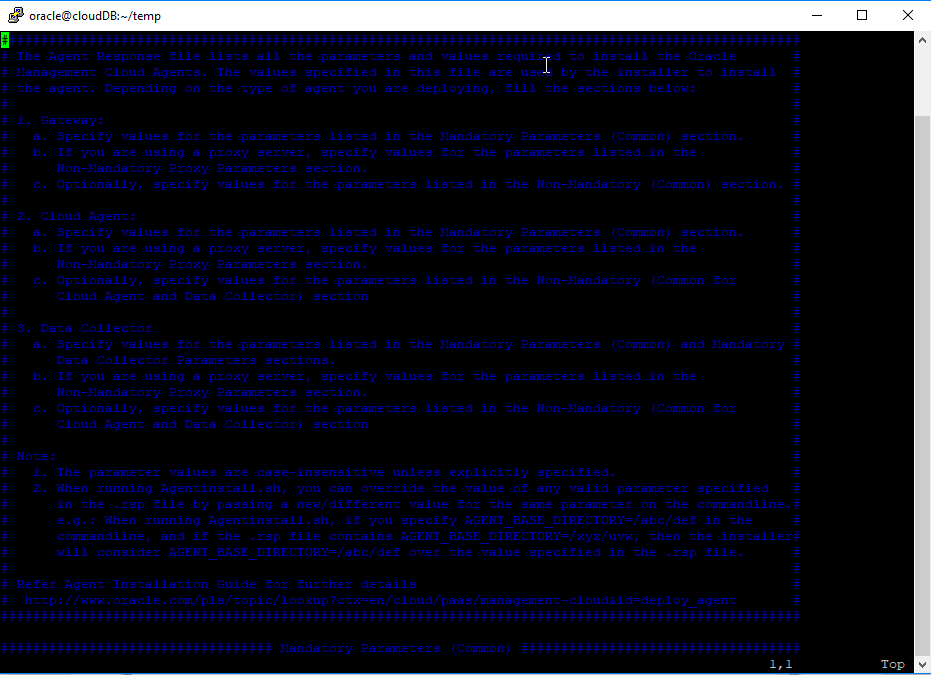 oracle@cloudDB:~/temp
################################################################################
# The Agent Response file lists all the parameters and values required to install the Oracle #
# Management Cloud Agents. The values specified in this file are used by the installer to install #
# the agent. Depending on the type of agent you are deploying, fill the sections below: #
# #
# 1. Gateway: #
# a. Specify values for the parameters listed in the Mandatory Parameters (Common) section. #
# b. If you are using a proxy server, specify values for the parameters listed in the #
# Non-Mandatory Proxy Parameters section. #
# c. Optionally, specify values for the parameters listed in the Non-Mandatory (Common) section. #
# #
# 2. Cloud Agent: #
# a. Specify values for the parameters listed in the Mandatory Parameters (Common) section. #
# b. If you are using a proxy server, specify values for the parameters listed in the #
# Non-Mandatory Proxy Parameters section. #
# c. Optionally, specify values for the parameters listed in the Non-Mandatory (Common for #
# Cloud Agent and Data Collector) section #
# #
# 3. Data Collector #
# a. Specify values for the parameters listed in the Mandatory Parameters (Common) and Mandatory #
# Data Collector Parameters sections. #
# b. If you are using a proxy server, specify values for the parameters listed in the #
# Non-Mandatory Proxy Parameters section. #
# c. Optionally, specify values for the parameters listed in the Non-Mandatory (Common for #
# Cloud Agent and Data Collector) section #
# #
# Note: #
# 1. The parameter values are case-insensitive unless explicitly specified. #
# 2. When running Agentinstall.sh, you can override the value of any valid parameter specified #
# in the .rsp file by passing a new/different value for the same parameter on the commandline.#
# e.g.: When running Agentinstall.sh, if you specify AGENT_BASE_DIRECTORY=/abc/def in the #
# commandline, and if the .rsp file contains AGENT_BASE_DIRECTORY=/xyz/uvw, then the installer#
# will consider AGENT_BASE_DIRECTORY=/abc/def over the value specified in the .rsp file. #
# #
# Refer Agent Installation Guide for further details #
# http://www.oracle.com/pls/topic/lookup?ctx=en/cloud/paas/management-cloud&id=deploy_agent #
################################################################################
################################## Mandatory Parameters (Common) ###################################
1,1 Top